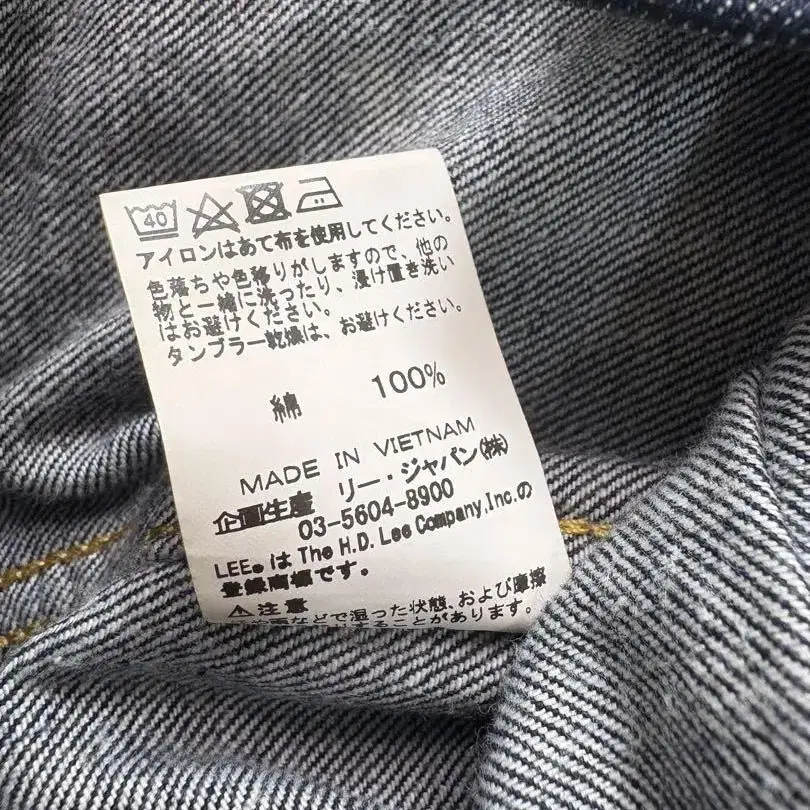 40
アイロンはあて布を使用してください。
色落ちや色移りがしますので、他の
物と一緒に洗ったり、浸け置き洗い
はお避けください。
タンブラー乾燥は、お避けください。
綿 100%
MADE IN VIETNAM
企画生産 リー・ジャパン(株)
03-5604-8900
LEE® は The H.D. Lee Company,Inc.の
登録商標です。
⚠注意
などで湿った状態、および摩擦
することがあります。